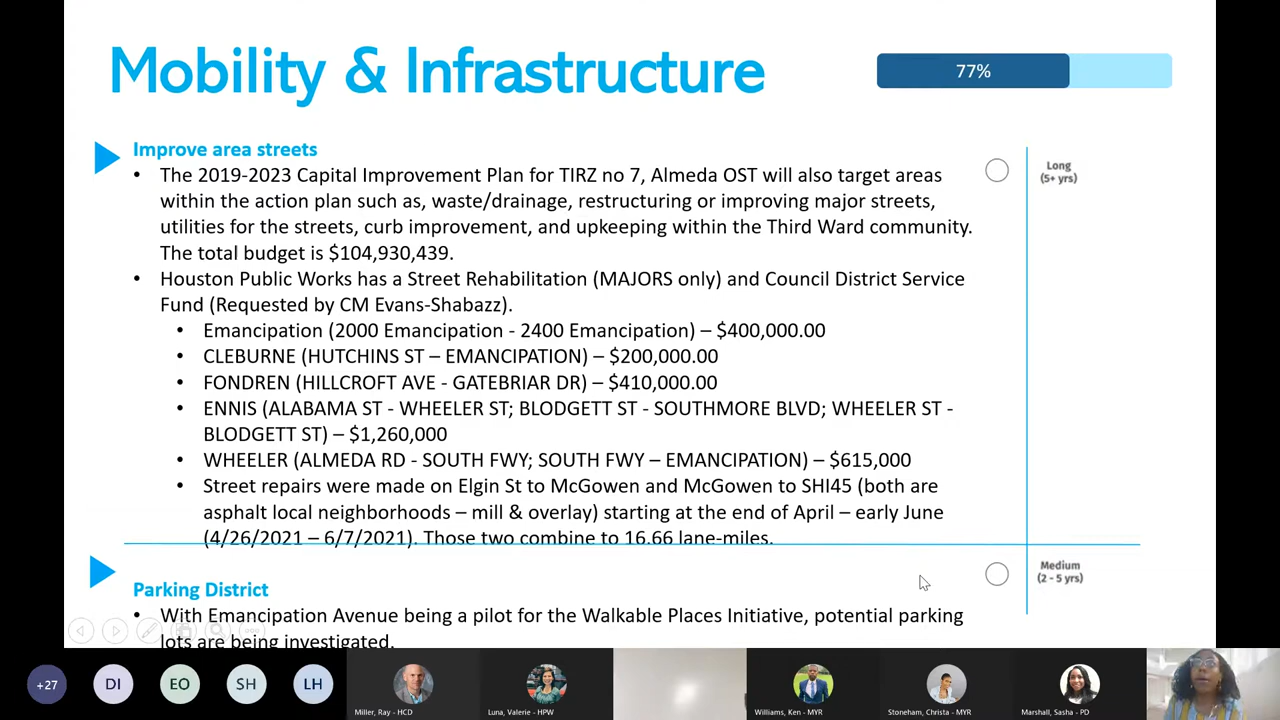 Mobility & Infrastructure
77%
Improve area streets
• The 2019-2023 Capital Improvement Plan for TIRZ no 7, Almeda OST will also target areas
within the action plan such as, waste/drainage, restructuring or improving major streets,
utilities for the streets, curb improvement, and upkeeping within the Third Ward community.
The total budget is $104,930,439.
• Houston Public Works has a Street Rehabilitation (MAJORS only) and Council District Service
Fund (Requested by CM Evans-Shabazz).
• Emancipation (2000 Emancipation - 2400 Emancipation) – $400,000.00
• CLEBURNE (HUTCHINS ST – EMANCIPATION) – $200,000.00
• FONDREN (HILLCROFT AVE - GATEBRIAR DR) – $410,000.00
• ENNIS (ALABAMA ST - WHEELER ST; BLODGETT ST - SOUTHMORE BLVD; WHEELER ST -
BLODGETT ST) – $1,260,000
• WHEELER (ALMEDA RD - SOUTH FWY; SOUTH FWY – EMANCIPATION) – $615,000
• Street repairs were made on Elgin St to McGowen and McGowen to SHI45 (both are
asphalt local neighborhoods – mill & overlay) starting at the end of April – early June
(4/26/2021 – 6/7/2021). Those two combine to 16.66 lane-miles.
Long
(5+ yrs)
Parking District
• With Emancipation Avenue being a pilot for the Walkable Places Initiative, potential parking
lots are being investigated.
Medium
(2 - 5 yrs)
+27
DI
EO
SH
LH
Miller, Ray - HCD
Luna, Valerie - HPW
Williams, Ken - MYR
Stoneham, Christa - MYR
Marshall, Sasha - PD